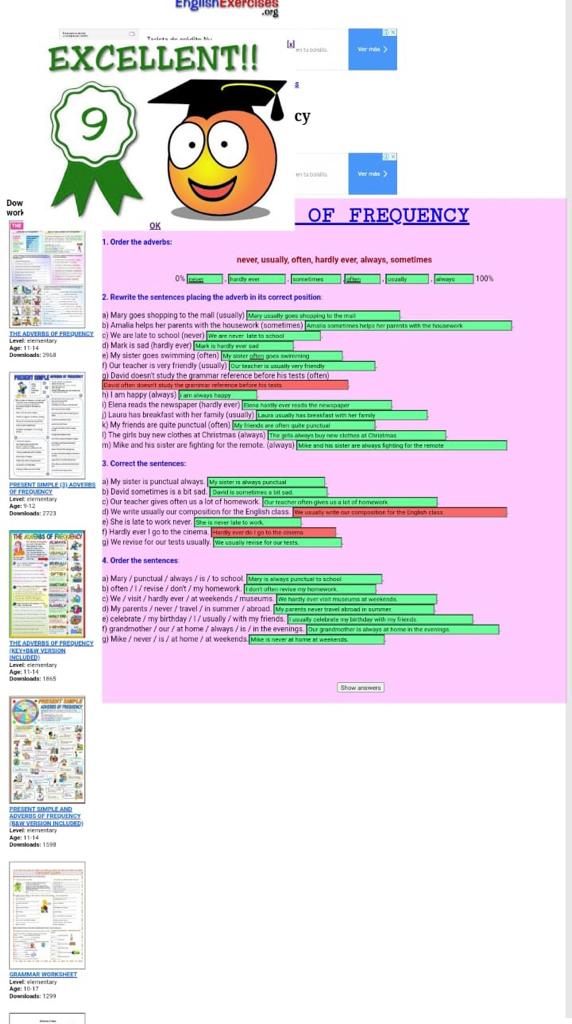 EnglishExercises
.org
Tarjeta de crédito Nu
[x]
en tu bolsillo.
Ver más >
EXCELLENT!!
9
s
cy
en tu bolsillo.
Ver más >
OK
OF FREQUENCY
Dow
work
1. Order the adverbs:
never, usually, often, hardily ever, always, sometimes
0% never , hardly ever , sometimes , often , usually , always 100%
2. Rewrite the sentences placing the adverb in its correct position:
a) Mary goes shopping to the mall (usually) Mary usually goes shopping to the mall .
b) Amalia helps her parents with the housework (sometimes) Amalia sometimes helps her parents with the housework .
c) We are late to school (never) We are never late to school .
d) Mark is sad (hardly ever) Mark is hardly ever sad .
e) My sister goes swimming (often) My sister often goes swimming .
f) Our teacher is very friendly (usually) Our teacher is usually very friendly .
g) David doesn't study the grammar reference before his tests (often)
David often doesn't study the grammar reference before his tests .
h) I am happy (always) I am always happy .
i) Elena reads the newspaper (hardly ever) Elena hardly ever reads the newspaper .
j) Laura has breakfast with her family (usually) Laura usually has breakfast with her family .
k) My friends are quite punctual (often) My friends are often quite punctual .
l) The girls buy new clothes at Christmas (always) The girls always buy new clothes at Christmas .
m) Mike and his sister are fighting for the remote. (always) Mike and his sister are always fighting for the remote
3. Correct the sentences:
a) My sister is punctual always. My sister is always punctual .
b) David sometimes is a bit sad. David is sometimes a bit sad.
c) Our teacher gives often us a lot of homework. Our teacher often gives us a lot of homework .
d) We write usually our composition for the English class. We usually write our composition for the English class
e) She is late to work never. She is never late to work. .
f) Hardly ever I go to the cinema. Hardly ever do I go to the cinema. .
g) We revise for our tests usually. We usually revise for our tests. .
4. Order the sentences:
a) Mary / punctual / always / is / to school. Mary is always punctual to school. .
b) often / I / revise / don't / my homework. I don't often revise my homework.
c) We / visit / hardly ever / at weekends / museums. We hardly ever visit museums at weekends.
d) My parents / never / travel / in summer / abroad. My parents never travel abroad in summer.
e) celebrate / my birthday / I / usually / with my friends. I usually celebrate my birthday with my friends. .
f) grandmother / our / at home / always / is / in the evenings. Our grandmother is always at home in the evenings.
g) Mike / never / is / at home / at weekends. Mike is never at home at weekends. .
Show answers
THE ADVERBS OF FREQUENCY
Level: elementary
Age: 11-14
Downloads: 2968
PRESENT SIMPLE (3) ADVERBS
OF FREQUENCY
Level: elementary
Age: 9-12
Downloads: 2723
THE ADVERBS OF FREQUENCY
THE ADVERBS OF FREQUENCY
(KEY+B&W VERSION
INCLUDED)
Level: elementary
Age: 11-14
Downloads: 1865
PRESENT SIMPLE
ADVERBS OF FREQUENCY
PRESENT SIMPLE AND
ADVERBS OF FREQUENCY
(B&W VERSION INCLUDED)
Level: elementary
Age: 11-14
Downloads: 1598
GRAMMAR WORKSHEET
Level: elementary
Age: 10-17
Downloads: 1299